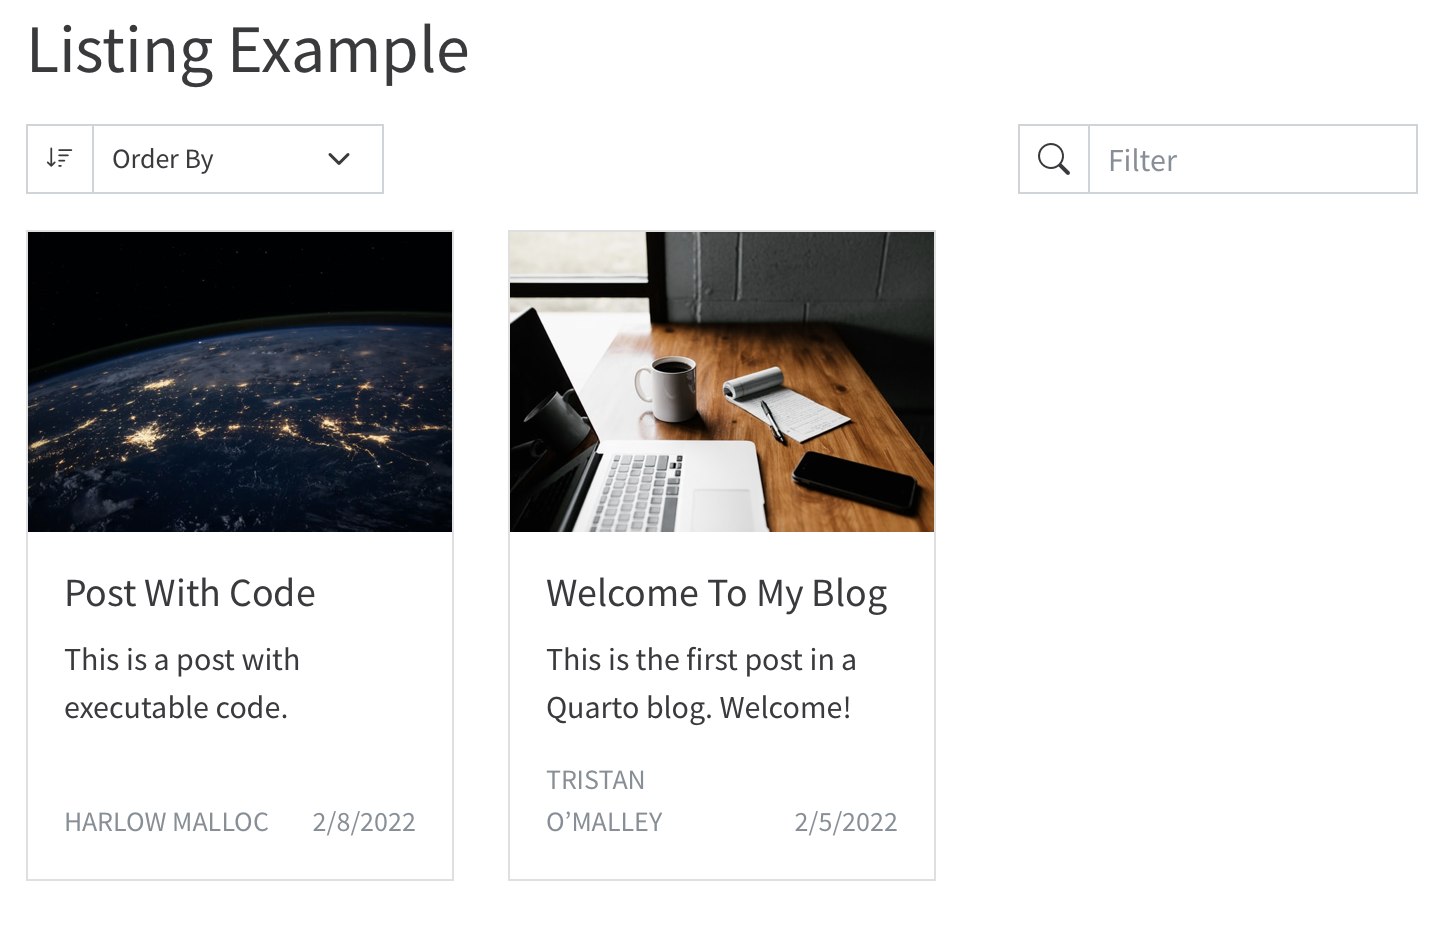 Listing Example
Order By
Filter
Post With Code
This is a post with
executable code.
HARLOW MALLOC 2/8/2022
Welcome To My Blog
This is the first post in a
Quarto blog. Welcome!
TRISTAN
O’MALLEY 2/5/2022